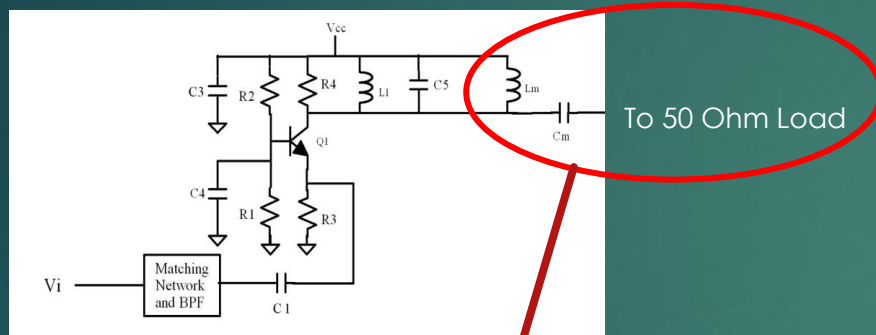 Vcc
C3
R2
R4
L1
C5
Lm
Cm
To 50 Ohm Load
Q1
C4
R1
R3
Vi
Matching
Network
and BPF
C1